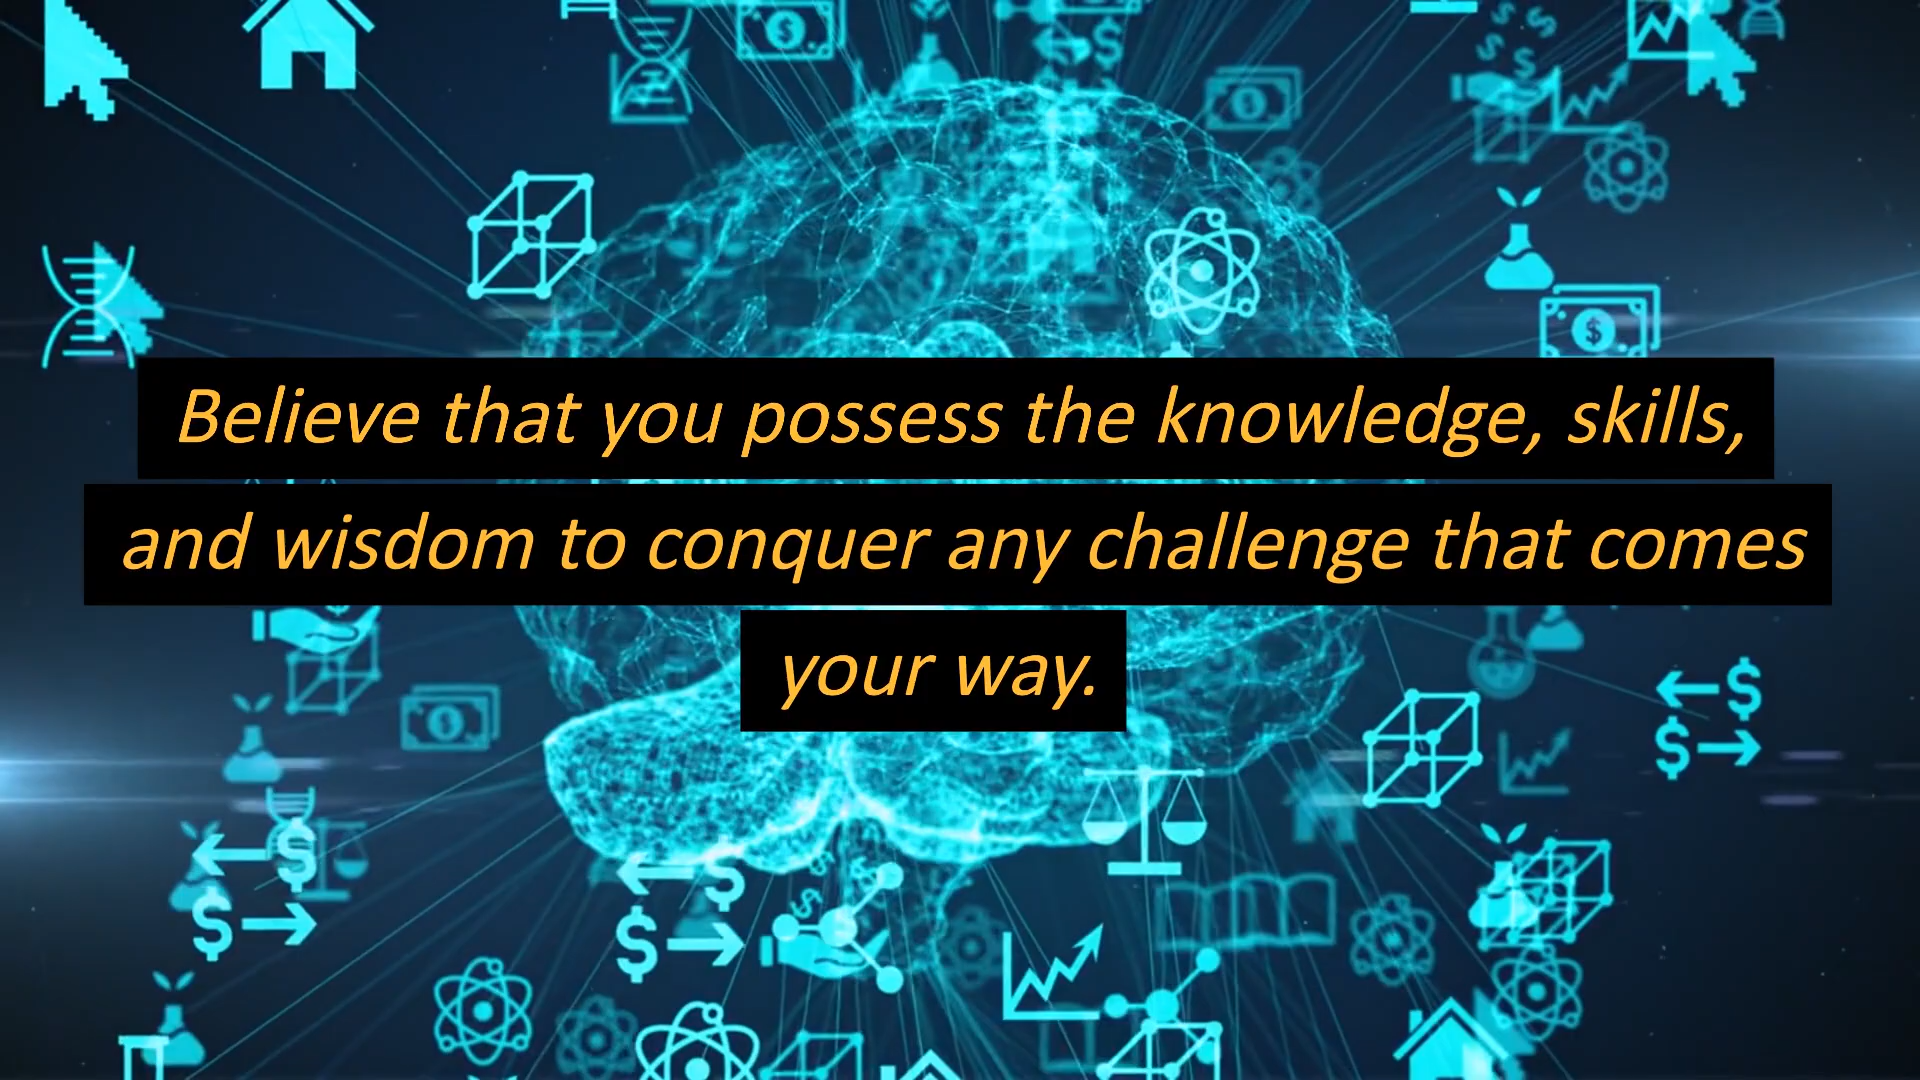 Believe that you possess the knowledge, skills,
and wisdom to conquer any challenge that comes
your way.